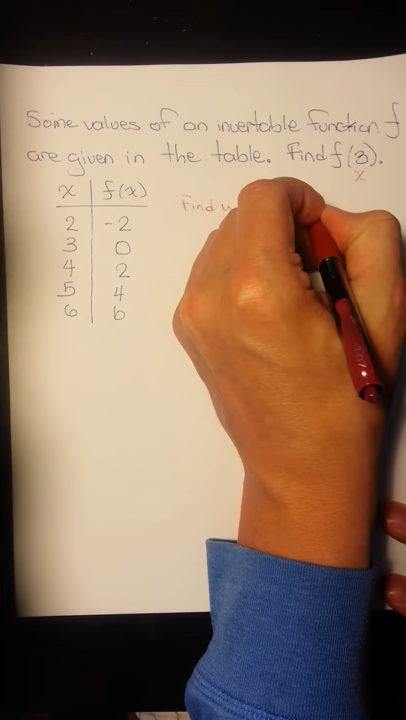 Some values of an invertable function f
are given in the table. Find f(3).
x
x f(x)
Find
2 -2
3 0
4 2
5 4
6 6